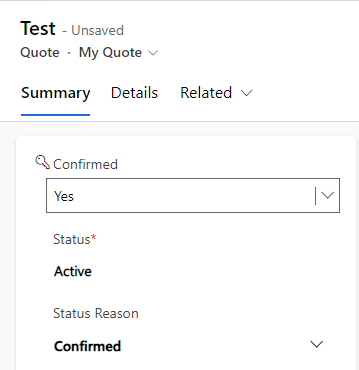 Test - Unsaved
Quote · My Quote
Summary Details Related
Confirmed
Yes
Status*
Active
Status Reason
Confirmed